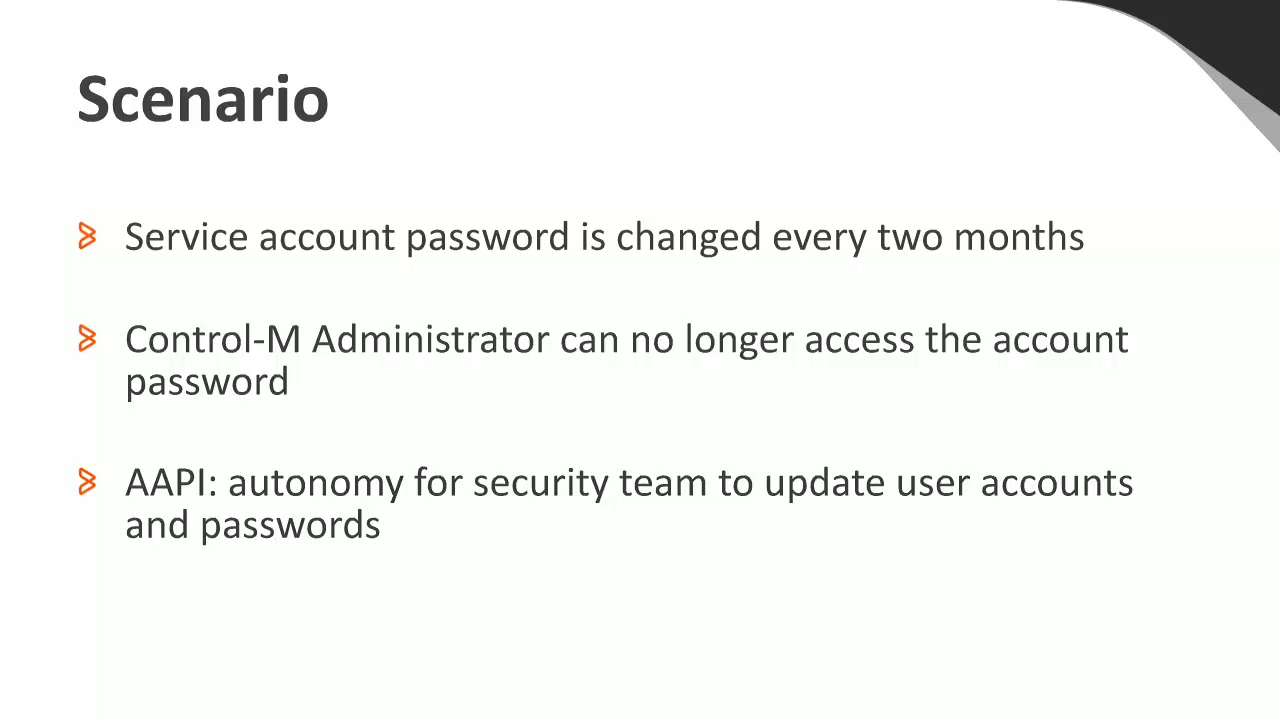 Scenario
Service account password is changed every two months
Control-M Administrator can no longer access the account
password
AAPI: autonomy for security team to update user accounts
and passwords